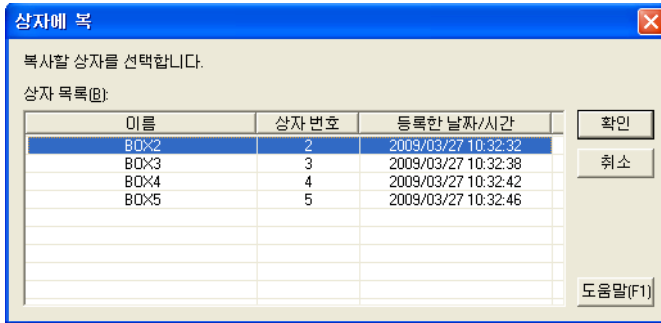 상자에 복
복사할 상자를 선택합니다.
상자 목록(B):
이름 상자 번호 등록한 날짜/시간
BOX2 2 2009/03/27 10:32:32
BOX3 3 2009/03/27 10:32:38
BOX4 4 2009/03/27 10:32:42
BOX5 5 2009/03/27 10:32:46
확인
취소
도움말(F1)